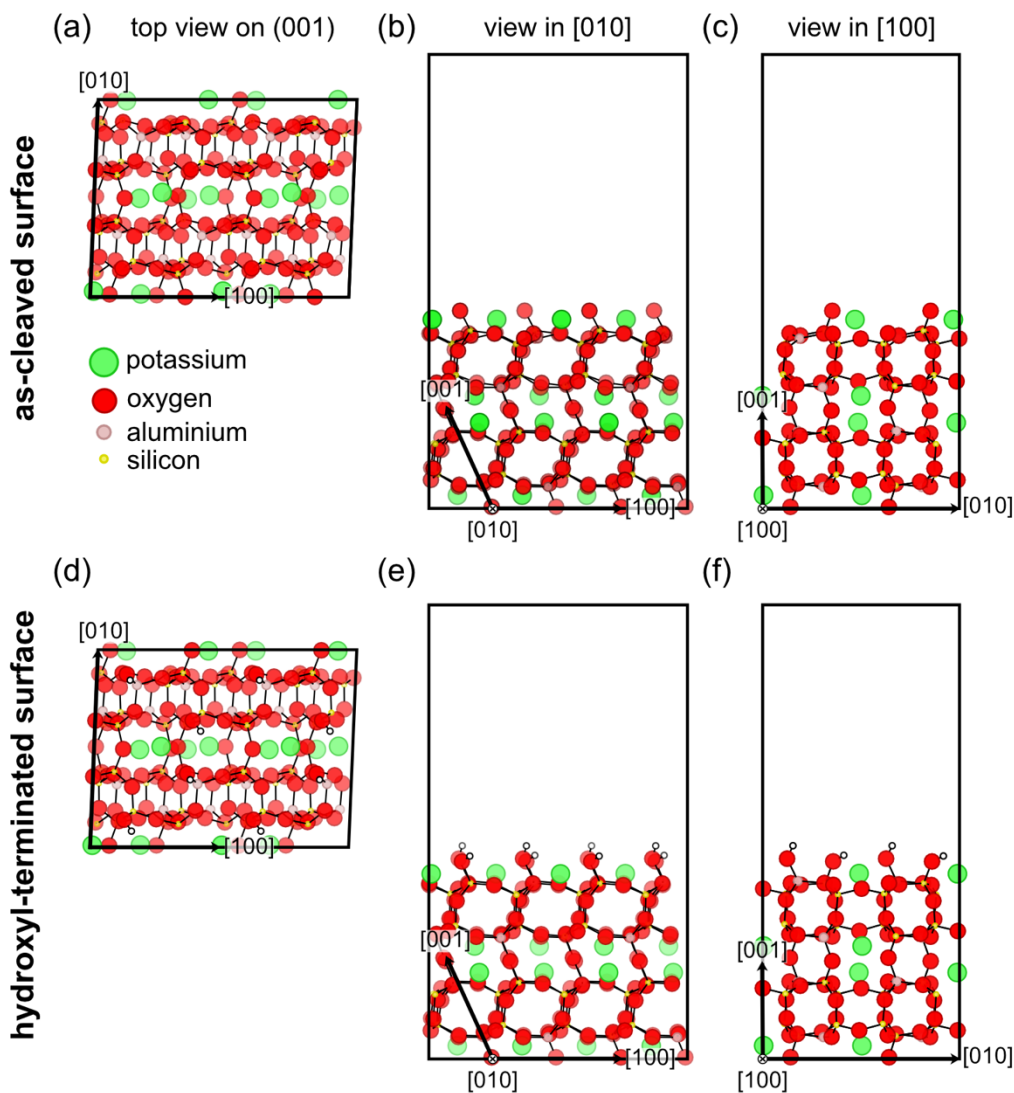 (a) top view on (001)
(b) view in [010]
(c) view in [100]
as-cleaved surface
[010]
[100]
potassium
oxygen
aluminium
silicon
[001]
[100]
[010]
[001]
[010]
[100]
(d)
(e)
(f)
hydroxyl-terminated surface
[010]
[100]
[001]
[100]
[010]
[001]
[010]
[100]